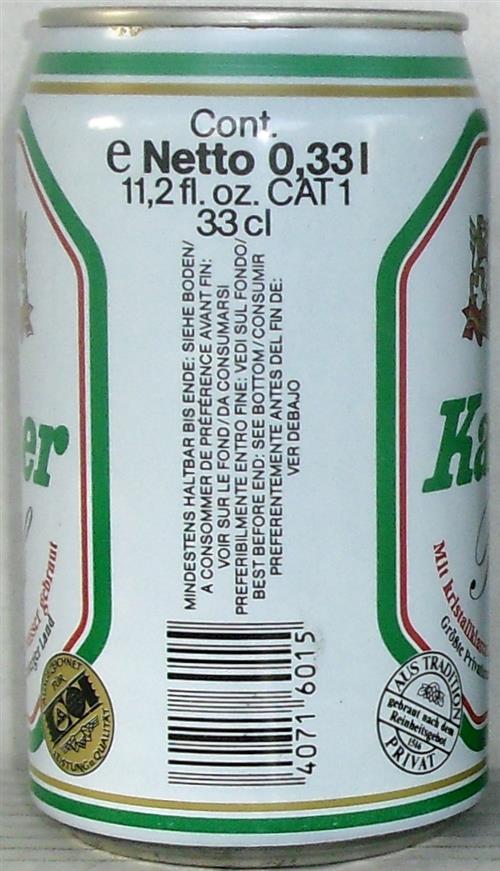 Cont.
e Netto 0,33 l
11,2 fl. oz. CAT 1
33 cl
MINDESTENS HALTBAR BIS ENDE: SIEHE BODEN/
A CONSOMMER DE PRÉFÉRENCE AVANT FIN:
VOIR SUR LE FOND/DA CONSUMARSI
PREFERIBILMENTE ENTRO FINE: VEDI SUL FONDO/
BEST BEFORE END: SEE BOTTOM/CONSUMIR
PREFERENTEMENTE ANTES DEL FIN DE:
VER DEBAJO
4071 6015
er
gebraut
Land
FÜR
LEISTUNG u. QUALITÄT
Ka
Mit kristallklarem
Größte Privat
AUS TRADITION
gebraut nach dem
Reinheitsgebot
1516
PRIVAT